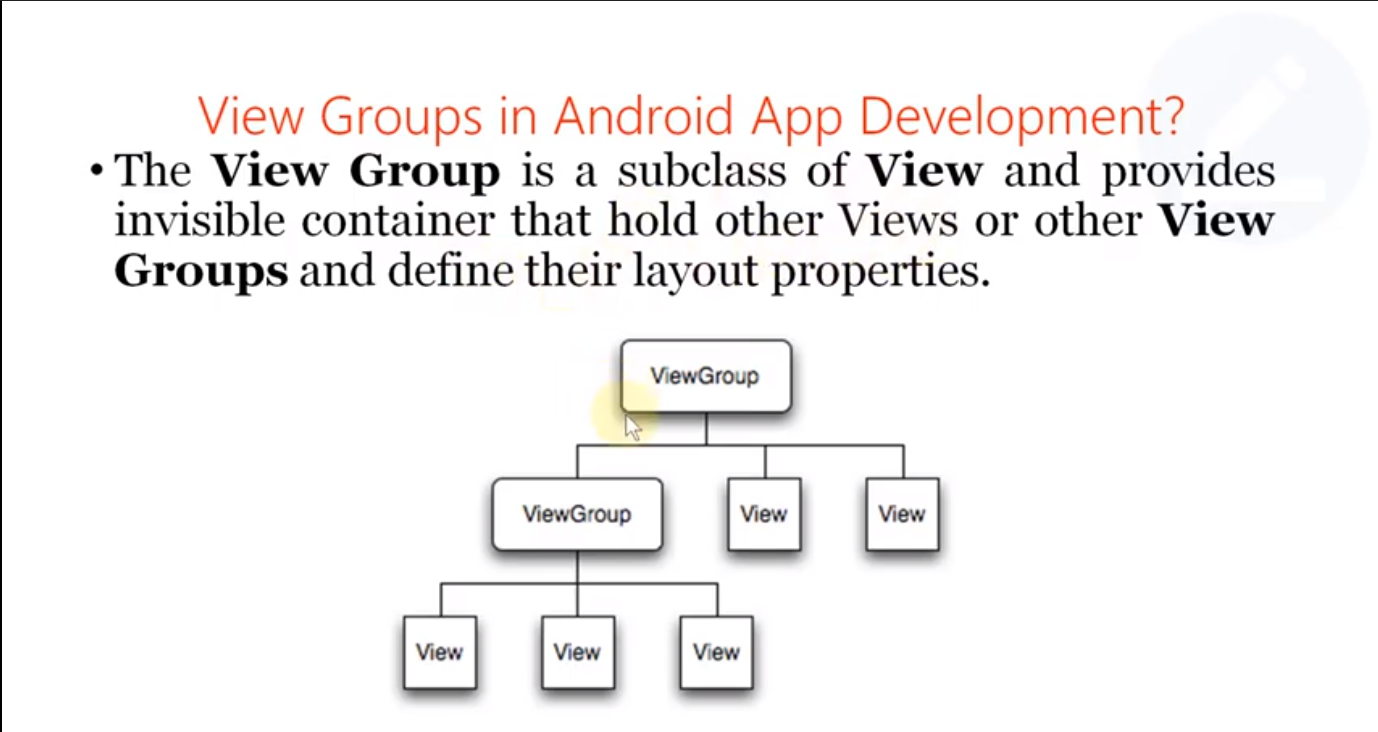 View Groups in Android App Development?
• The View Group is a subclass of View and provides
invisible container that hold other Views or other View
Groups and define their layout properties.
ViewGroup
ViewGroup
View
View
View
View
View